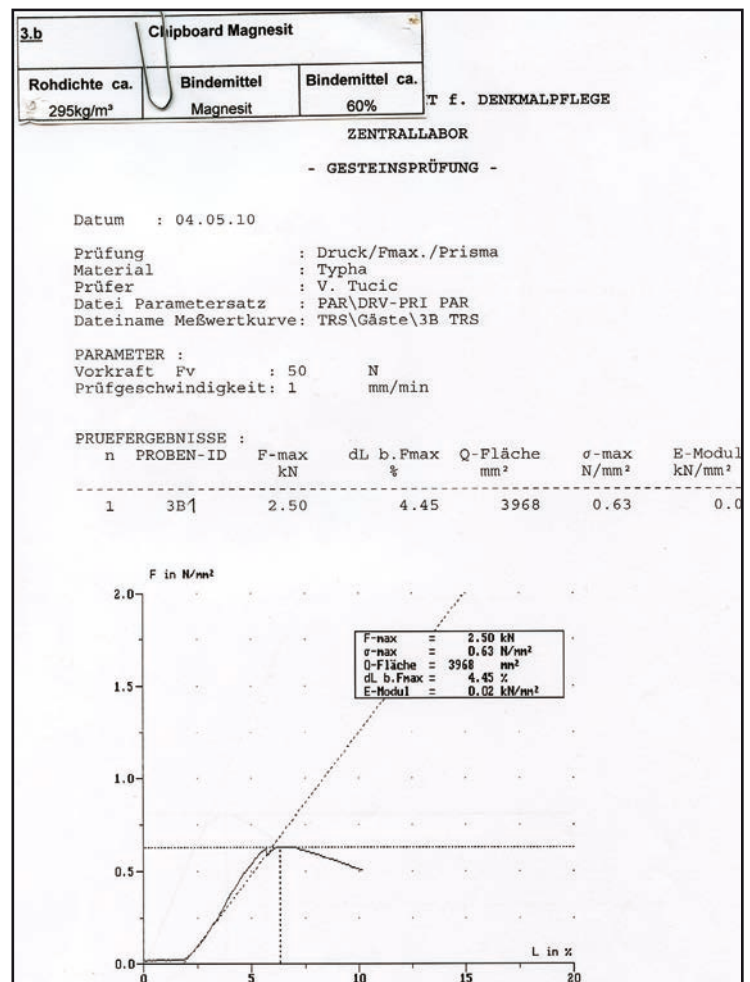 3.b Chipboard Magnesit
Rohdichte ca. Bindemittel Bindemittel ca.
295kg/m³ Magnesit 60%
T f. DENKMALPFLEGE
ZENTRALLABOR
- GESTEINSPRÜFUNG -
Datum : 04.05.10
Prüfung : Druck/Fmax./Prisma
Material : Typha
Prüfer : V. Tucic
Datei Parametersatz : PAR\DRV-PRI PAR
Dateiname Meßwertkurve: TRS\Gäste\3B TRS
PARAMETER :
Vorkraft Fv : 50 N
Prüfgeschwindigkeit: 1 mm/min
PRUEFERGEBNISSE :
n PROBEN-ID F-max dL b.Fmax Q-Fläche σ-max E-Modul
kN % mm² N/mm² kN/mm²
1 3B1 2.50 4.45 3968 0.63 0.0
F in N/mm²
2.0
F-max = 2.50 kN
σ-max = 0.63 N/mm²
Q-Fläche = 3968 mm²
dL b.Fmax = 4.45 %
E-Modul = 0.02 kN/mm²
1.5
1.0
0.5
L in %
0.0
0 5 10 15 20